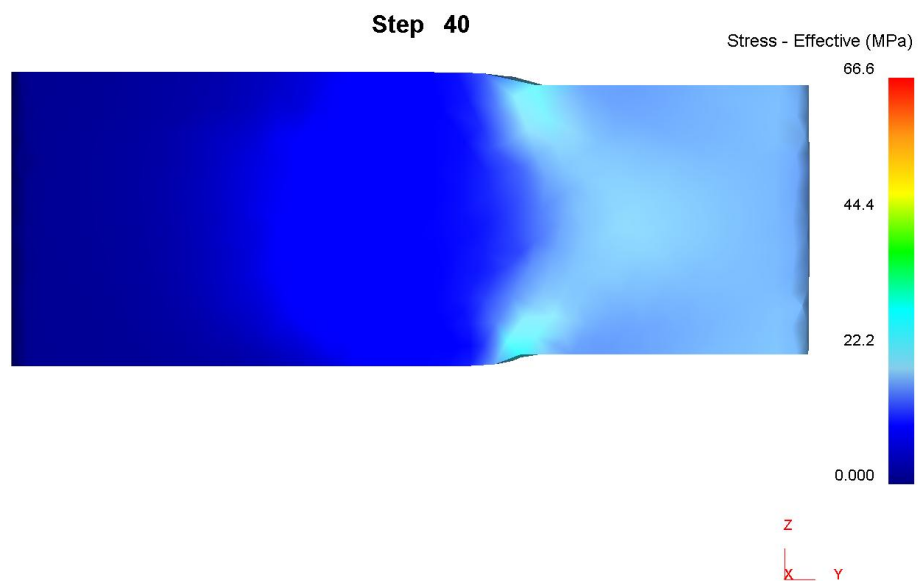 Step 40
Stress - Effective (MPa)
66.6
44.4
22.2
0.000
Z
X Y